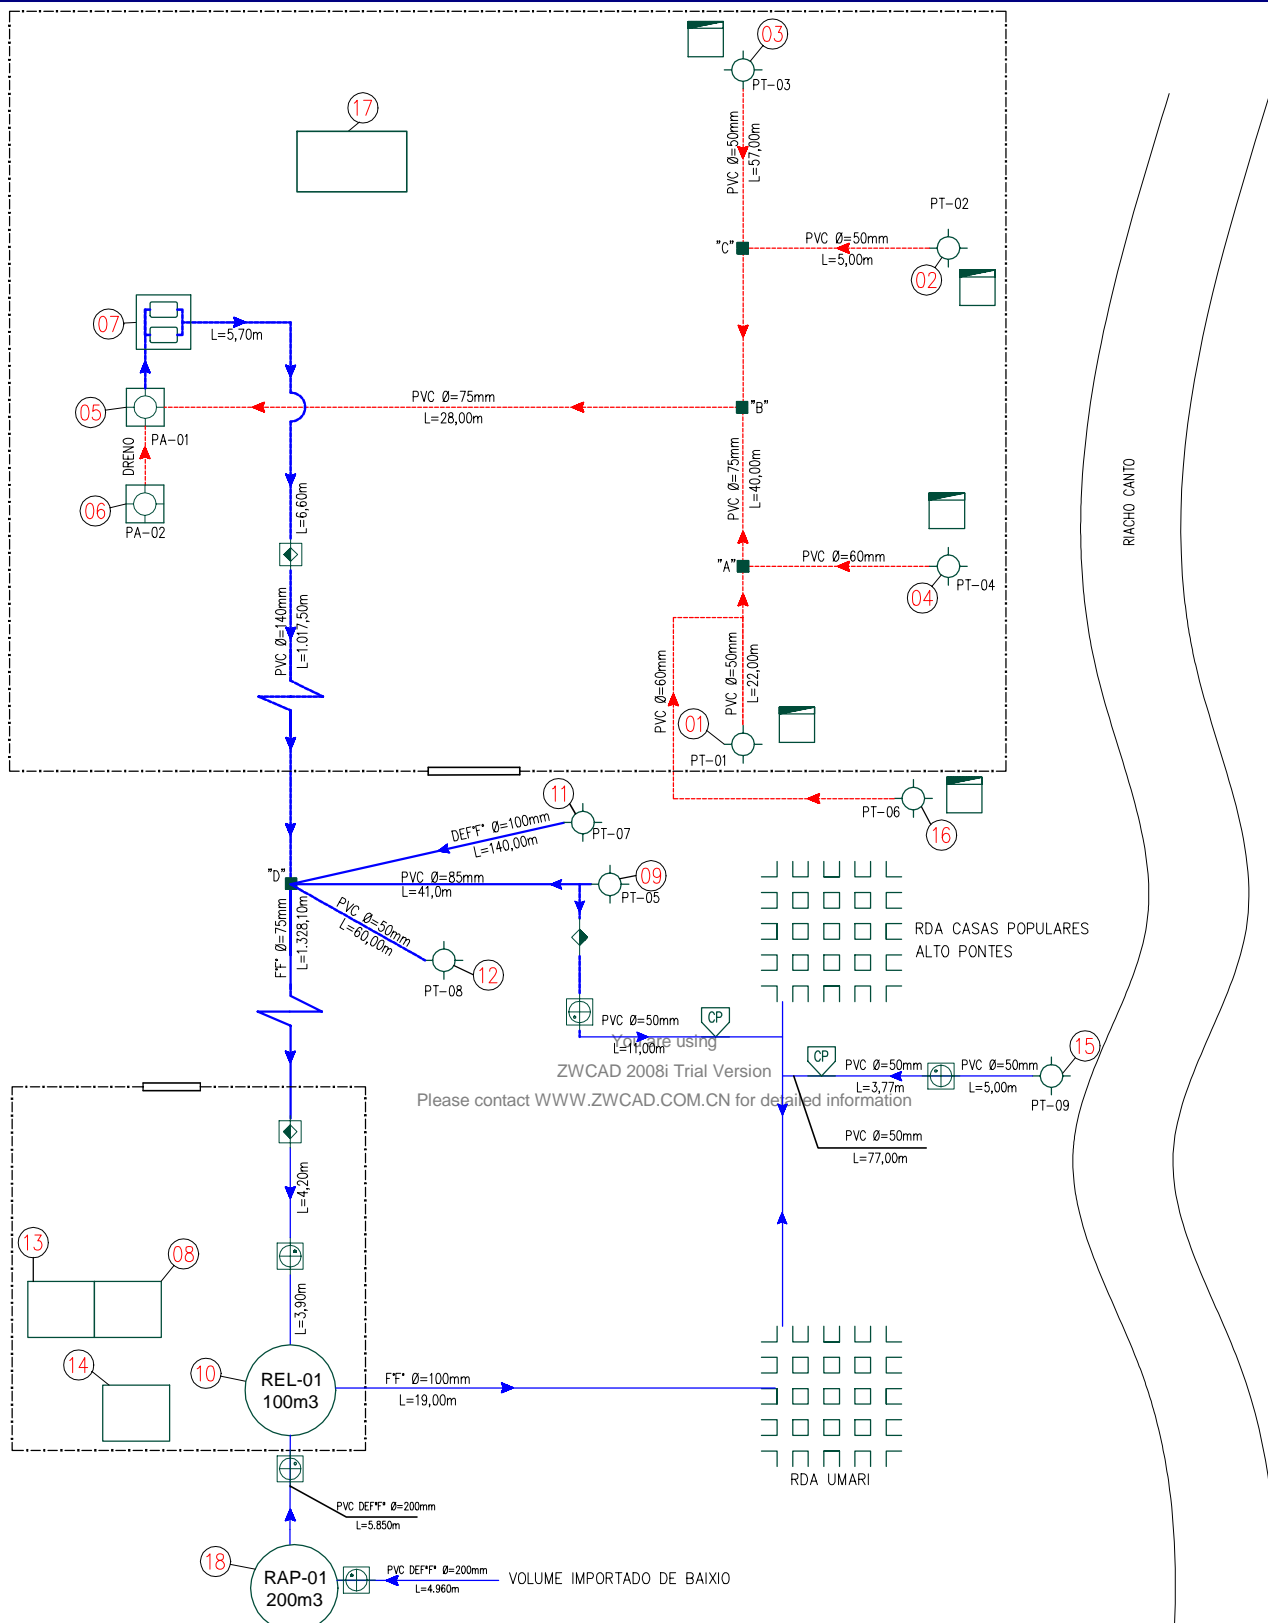 03
PT-03
17
PVC Ø=50mm
L=57,00m
PT-02
"C"
PVC Ø=50mm
L=5,00m
02
07
L=5,70m
05
PA-01
PVC Ø=75mm
L=28,00m
"B"
DRENO
06
PA-02
L=6,60m
PVC Ø=75mm
L=40,00m
RIACHO CANTO
"A"
PVC Ø=60mm
PT-04
04
PVC Ø=140mm
L=1.017,50m
PVC Ø=60mm
PVC Ø=50mm
L=22,00m
01
PT-01
PT-06
16
11
DEF°F° Ø=100mm
L=140,00m
PT-07
"D"
PVC Ø=85mm
L=41,0m
09
PT-05
F°F° Ø=75mm
L=1.328,10m
PVC Ø=50mm
L=60,00m
PT-08
12
RDA CASAS POPULARES
ALTO PONTES
PVC Ø=50mm
L=11,00m
CP
You are using
ZWCAD 2008i Trial Version
Please contact WWW.ZWCAD.COM.CN for detailed information
CP
PVC Ø=50mm
L=3,77m
PVC Ø=50mm
L=5,00m
15
PT-09
PVC Ø=50mm
L=77,00m
L=4,20m
13
08
L=3,90m
14
10
REL-01
100m3
F°F° Ø=100mm
L=19,00m
RDA UMARI
PVC DEF°F° Ø=200mm
L=5.850m
18
RAP-01
200m3
PVC DEF°F° Ø=200mm
L=4.960m
VOLUME IMPORTADO DE BAIXIO